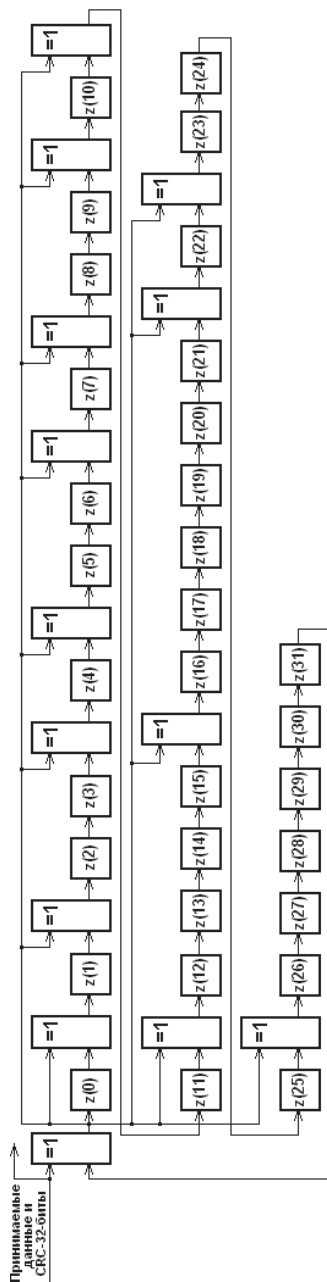 Принимаемые
данные и
CRC-32-биты
=1 z(0) =1 z(1) =1 z(2) z(3) =1 z(4) =1 z(5) z(6) =1 z(7) =1 z(8) z(9) =1 z(10) =1
z(11) =1 z(12) z(13) z(14) z(15) =1 z(16) z(17) z(18) z(19) z(20) z(21) =1 z(22) =1 z(23) z(24)
z(25) =1 z(26) z(27) z(28) z(29) z(30) z(31)